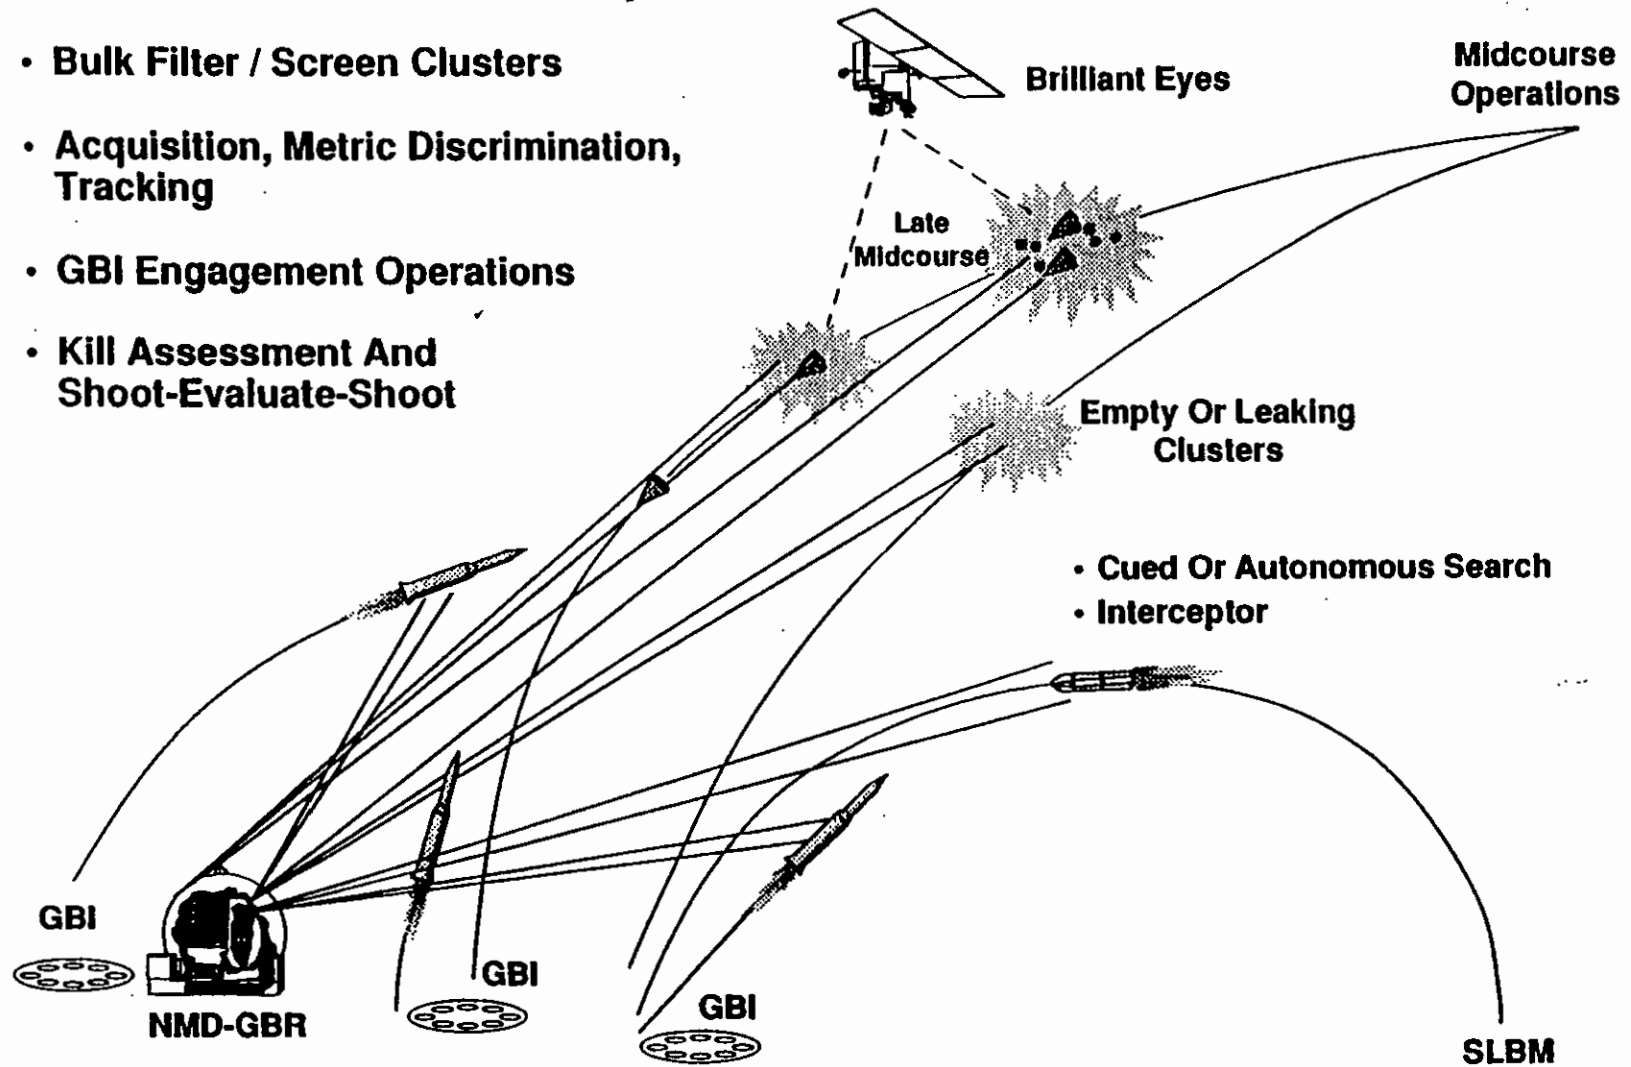 • Bulk Filter / Screen Clusters
• Acquisition, Metric Discrimination,
Tracking
• GBI Engagement Operations
• Kill Assessment And
Shoot-Evaluate-Shoot
Brilliant Eyes
Midcourse
Operations
Late
Midcourse
Empty Or Leaking
Clusters
• Cued Or Autonomous Search
• Interceptor
GBI
NMD-GBR
GBI
GBI
SLBM